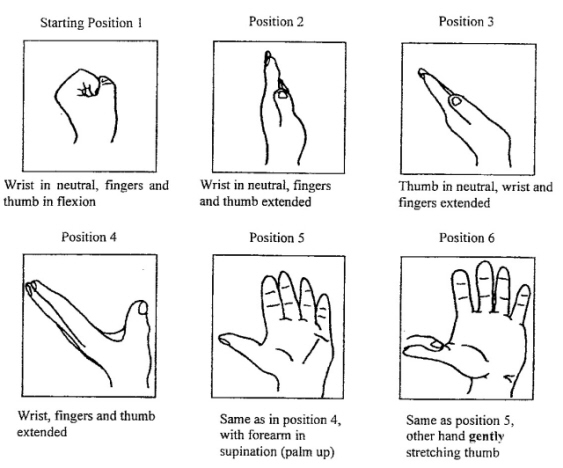 Starting Position 1
Position 2
Position 3
Wrist in neutral, fingers and
thumb in flexion
Wrist in neutral, fingers
and thumb extended
Thumb in neutral, wrist and
fingers extended
Position 4
Position 5
Position 6
Wrist, fingers and thumb
extended
Same as in position 4,
with forearm in
supination (palm up)
Same as position 5,
other hand gently
stretching thumb